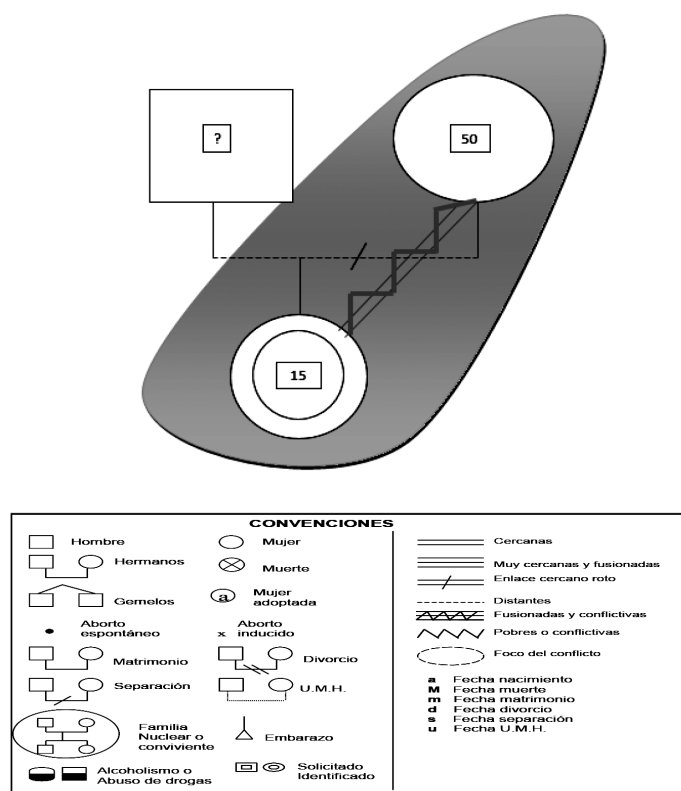 ?
50
15
CONVENCIONES
Hombre
Mujer
Hermanos
Muerte
Gemelos
a
Mujer
adoptada
Aborto
espontáneo
x
Aborto
inducido
Matrimonio
Divorcio
Separación
U.M.H.
Familia
Nuclear o
conviviente
Embarazo
Alcoholismo o
Abuso de drogas
Solicitado
Identificado
Cercanas
Muy cercanas y fusionadas
Enlace cercano roto
Distantes
Fusionadas y conflictivas
Pobres o conflictivas
Foco del conflicto
a Fecha nacimiento
M Fecha muerte
m Fecha matrimonio
d Fecha divorcio
s Fecha separación
u Fecha U.M.H.